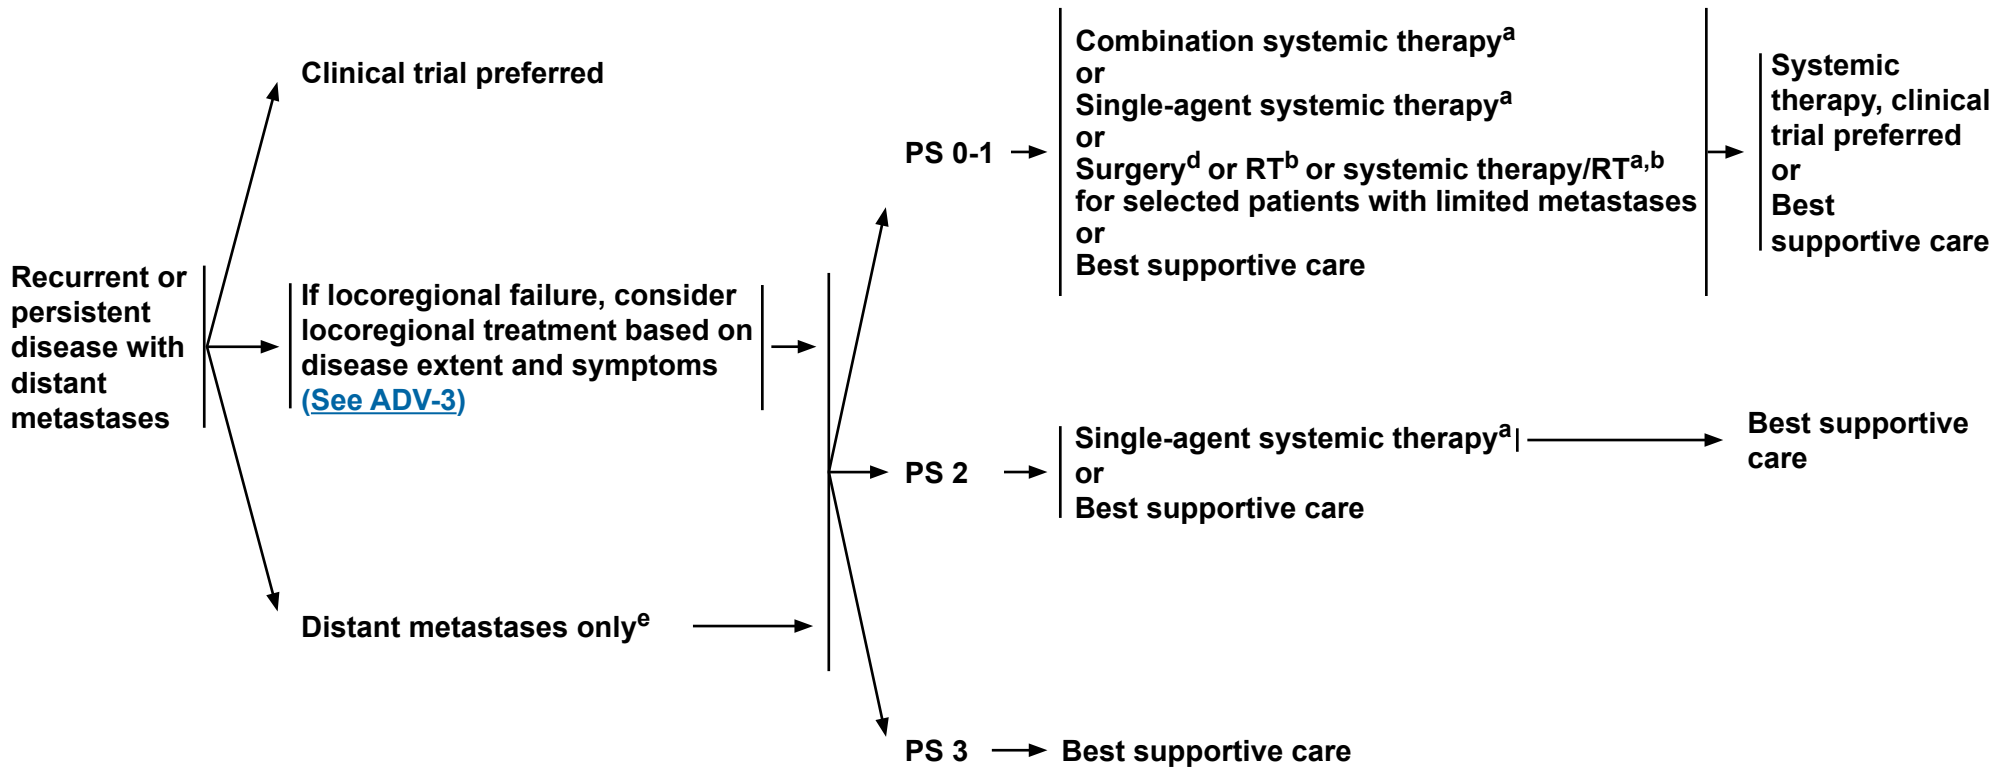 Clinical trial preferred
Recurrent or
persistent
disease with
distant
metastases
If locoregional failure, consider
locoregional treatment based on
disease extent and symptoms
(See ADV-3)
Distant metastases onlyᵉ
PS 0-1
Combination systemic therapyᵃ
or
Single-agent systemic therapyᵃ
or
Surgeryᵈ or RTᵇ or systemic therapy/RTᵃ,ᵇ
for selected patients with limited metastases
or
Best supportive care
Systemic
therapy, clinical
trial preferred
or
Best
supportive care
PS 2
Single-agent systemic therapyᵃ
or
Best supportive care
Best supportive
care
PS 3
Best supportive care